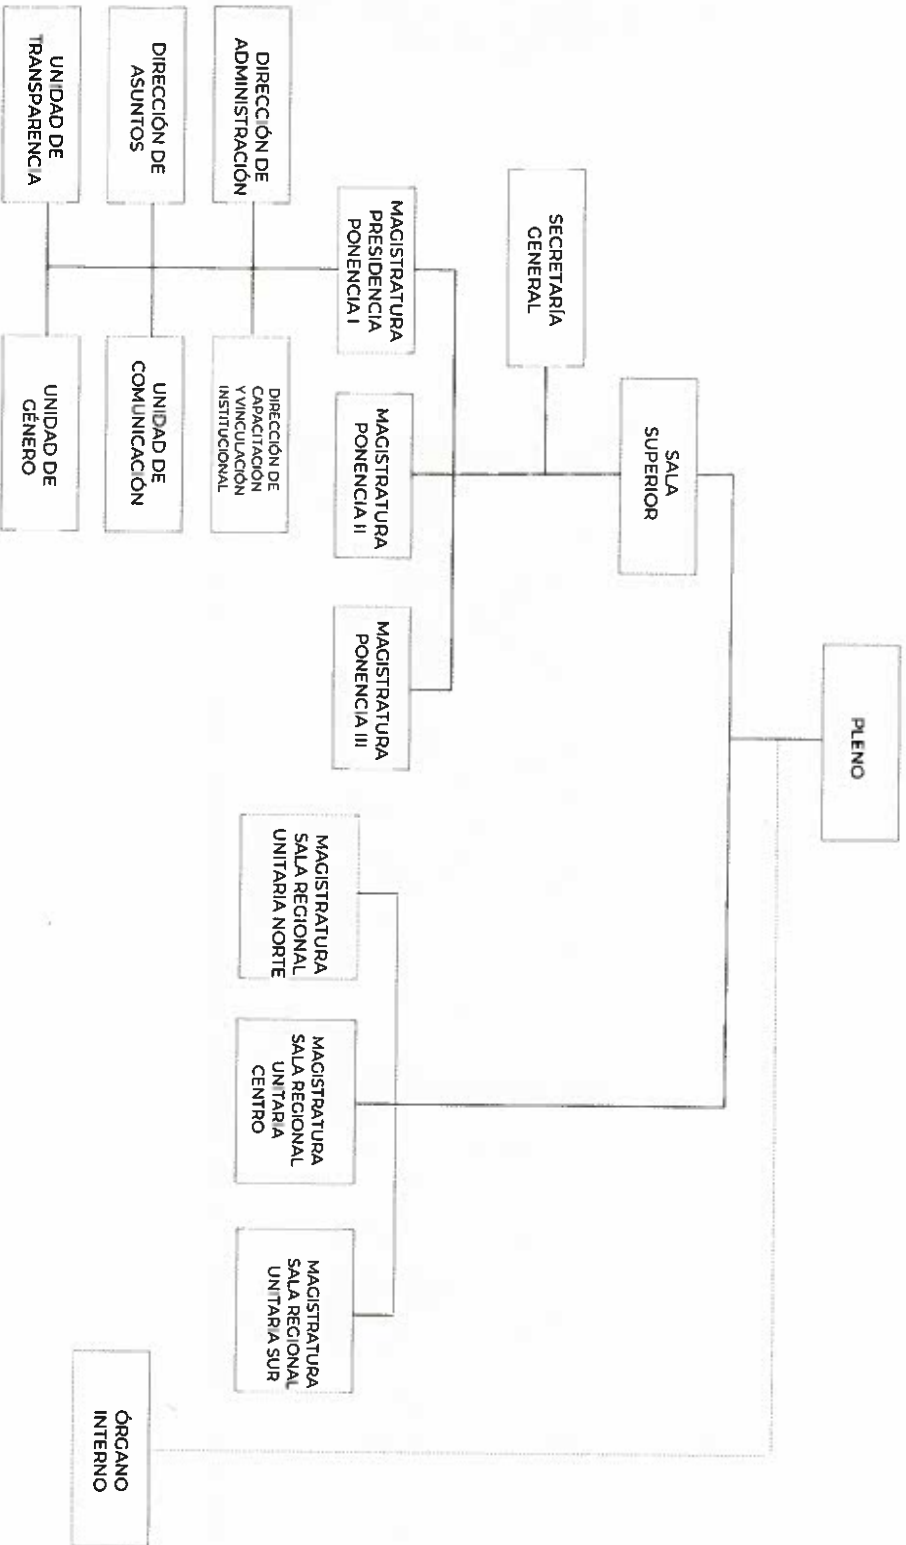 PLENO
SALA
SUPERIOR
SECRETARÍA
GENERAL
MAGISTRATURA
PRESIDENCIA
PONENCIA I
MAGISTRATURA
PONENCIA II
MAGISTRATURA
PONENCIA III
MAGISTRATURA
SALA REGIONAL
UNITARIA NORTE
MAGISTRATURA
SALA REGIONAL
UNITARIA
CENTRO
MAGISTRATURA
SALA REGIONAL
UNITARIA SUR
DIRECCIÓN DE
ADMINISTRACIÓN
DIRECCIÓN DE
CAPACITACIÓN
Y VINCULACIÓN
INSTITUCIONAL
DIRECCIÓN DE
ASUNTOS
UNIDAD DE
COMUNICACIÓN
UNIDAD DE
TRANSPARENCIA
UNIDAD DE
GÉNERO
ÓRGANO
INTERNO